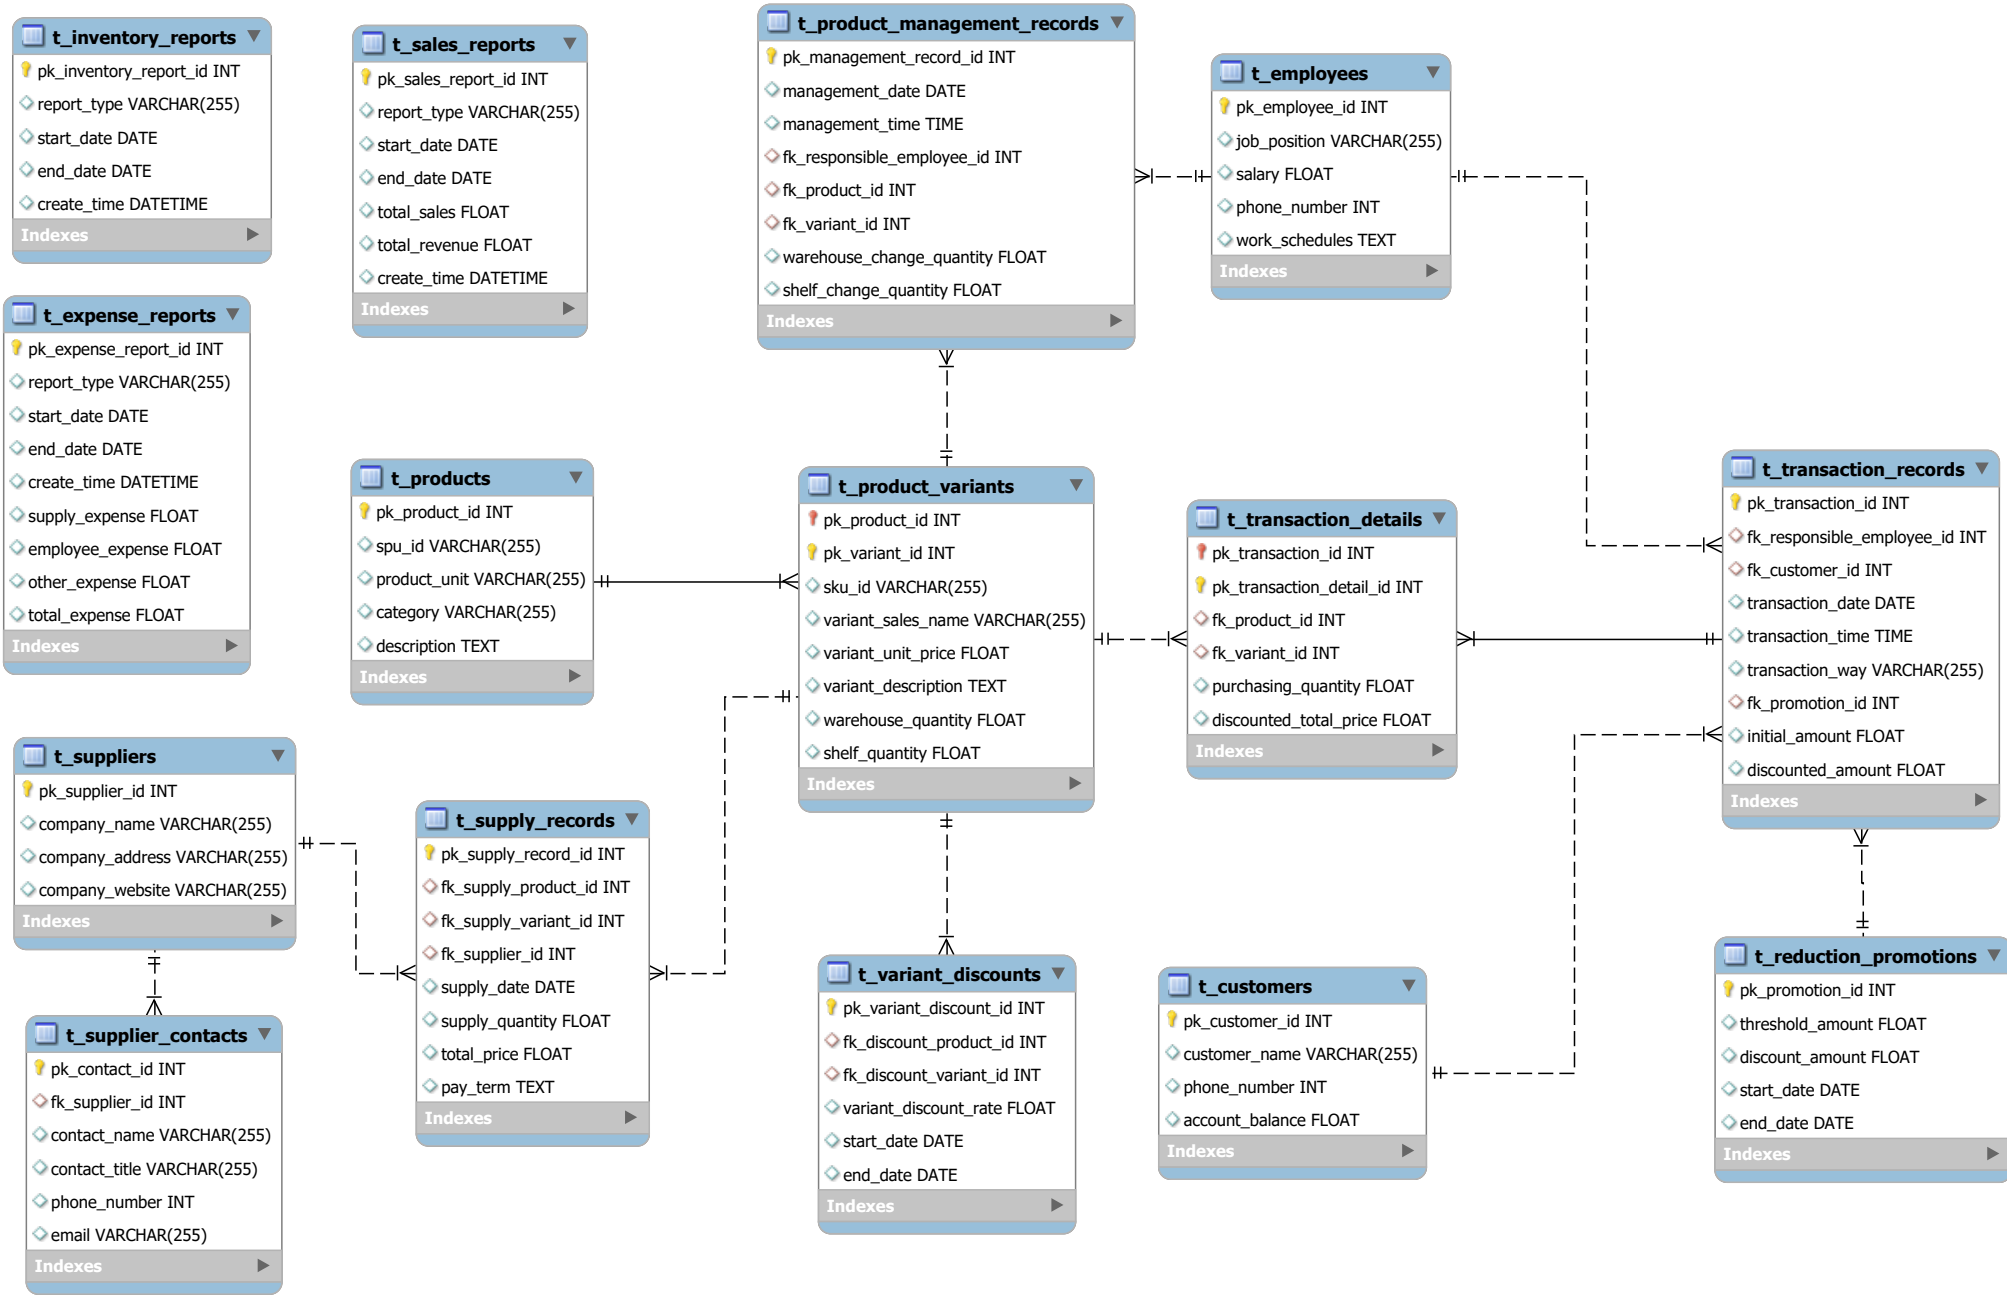 t_inventory_reports
pk_inventory_report_id INT
report_type VARCHAR(255)
start_date DATE
end_date DATE
create_time DATETIME
Indexes
t_sales_reports
pk_sales_report_id INT
report_type VARCHAR(255)
start_date DATE
end_date DATE
total_sales FLOAT
total_revenue FLOAT
create_time DATETIME
Indexes
t_product_management_records
pk_management_record_id INT
management_date DATE
management_time TIME
fk_responsible_employee_id INT
fk_product_id INT
fk_variant_id INT
warehouse_change_quantity FLOAT
shelf_change_quantity FLOAT
Indexes
t_employees
pk_employee_id INT
job_position VARCHAR(255)
salary FLOAT
phone_number INT
work_schedules TEXT
Indexes
t_expense_reports
pk_expense_report_id INT
report_type VARCHAR(255)
start_date DATE
end_date DATE
create_time DATETIME
supply_expense FLOAT
employee_expense FLOAT
other_expense FLOAT
total_expense FLOAT
Indexes
t_products
pk_product_id INT
spu_id VARCHAR(255)
product_unit VARCHAR(255)
category VARCHAR(255)
description TEXT
Indexes
t_product_variants
pk_product_id INT
pk_variant_id INT
sku_id VARCHAR(255)
variant_sales_name VARCHAR(255)
variant_unit_price FLOAT
variant_description TEXT
warehouse_quantity FLOAT
shelf_quantity FLOAT
Indexes
t_transaction_details
pk_transaction_id INT
pk_transaction_detail_id INT
fk_product_id INT
fk_variant_id INT
purchasing_quantity FLOAT
discounted_total_price FLOAT
Indexes
t_transaction_records
pk_transaction_id INT
fk_responsible_employee_id INT
fk_customer_id INT
transaction_date DATE
transaction_time TIME
transaction_way VARCHAR(255)
fk_promotion_id INT
initial_amount FLOAT
discounted_amount FLOAT
Indexes
t_suppliers
pk_supplier_id INT
company_name VARCHAR(255)
company_address VARCHAR(255)
company_website VARCHAR(255)
Indexes
t_supply_records
pk_supply_record_id INT
fk_supply_product_id INT
fk_supply_variant_id INT
fk_supplier_id INT
supply_date DATE
supply_quantity FLOAT
total_price FLOAT
pay_term TEXT
Indexes
t_supplier_contacts
pk_contact_id INT
fk_supplier_id INT
contact_name VARCHAR(255)
contact_title VARCHAR(255)
phone_number INT
email VARCHAR(255)
Indexes
t_variant_discounts
pk_variant_discount_id INT
fk_discount_product_id INT
fk_discount_variant_id INT
variant_discount_rate FLOAT
start_date DATE
end_date DATE
Indexes
t_customers
pk_customer_id INT
customer_name VARCHAR(255)
phone_number INT
account_balance FLOAT
Indexes
t_reduction_promotions
pk_promotion_id INT
threshold_amount FLOAT
discount_amount FLOAT
start_date DATE
end_date DATE
Indexes